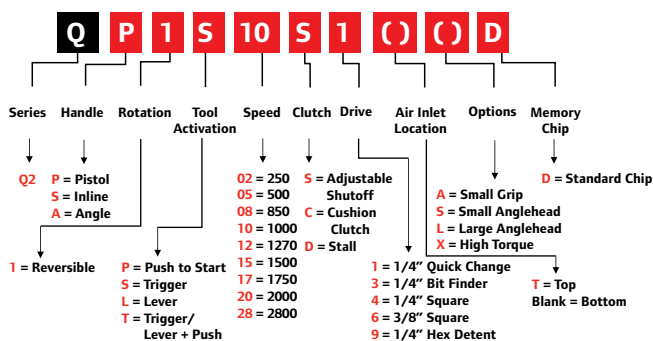 Q P 1 S 10 S 1 ( ) ( ) D
Series Handle Rotation Tool Activation Speed Clutch Drive Air Inlet Location Options Memory Chip
Q2
P = Pistol
S = Inline
A = Angle
1 = Reversible
P = Push to Start
S = Trigger
L = Lever
T = Trigger/
Lever + Push
02 = 250
05 = 500
08 = 850
10 = 1000
12 = 1270
15 = 1500
17 = 1750
20 = 2000
28 = 2800
S = Adjustable
Shutoff
C = Cushion
Clutch
D = Stall
1 = 1/4″ Quick Change
3 = 1/4″ Bit Finder
4 = 1/4″ Square
6 = 3/8″ Square
9 = 1/4″ Hex Detent
T = Top
Blank = Bottom
A = Small Grip
S = Small Anglehead
L = Large Anglehead
X = High Torque
D = Standard Chip